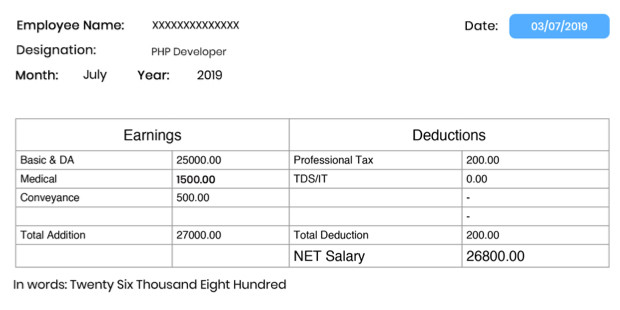 Employee Name: XXXXXXXXXXXXXX Date: 03/07/2019
Designation: PHP Developer
Month: July Year: 2019
Earnings Deductions
Basic & DA 25000.00 Professional Tax 200.00
Medical 1500.00 TDS/IT 0.00
Conveyance 500.00 -
-
Total Addition 27000.00 Total Deduction 200.00
NET Salary 26800.00
In words: Twenty Six Thousand Eight Hundred